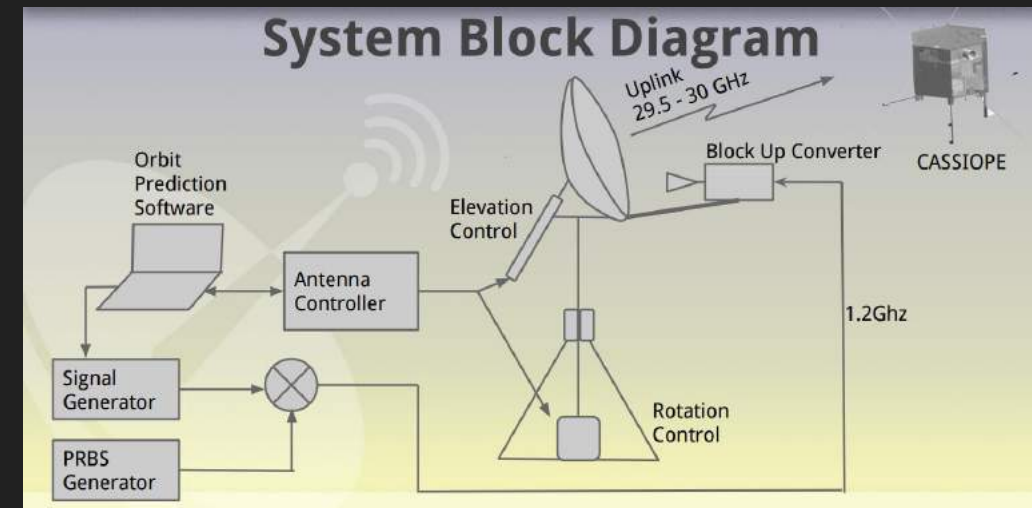 System Block Diagram
Uplink
29.5 - 30 GHz
Block Up Converter
CASSIOPE
Orbit
Prediction
Software
Elevation
Control
Antenna
Controller
1.2Ghz
Signal
Generator
Rotation
Control
PRBS
Generator